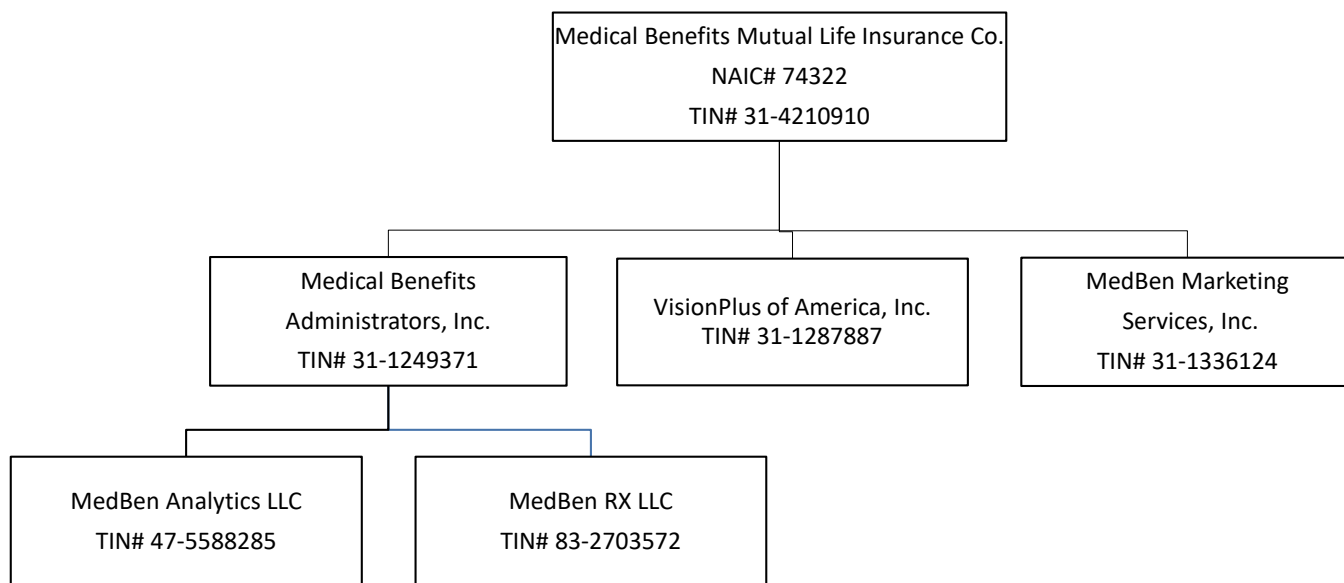 Medical Benefits Mutual Life Insurance Co.
NAIC# 74322
TIN# 31-4210910
Medical Benefits
Administrators, Inc.
TIN# 31-1249371
VisionPlus of America, Inc.
TIN# 31-1287887
MedBen Marketing
Services, Inc.
TIN# 31-1336124
MedBen Analytics LLC
TIN# 47-5588285
MedBen RX LLC
TIN# 83-2703572